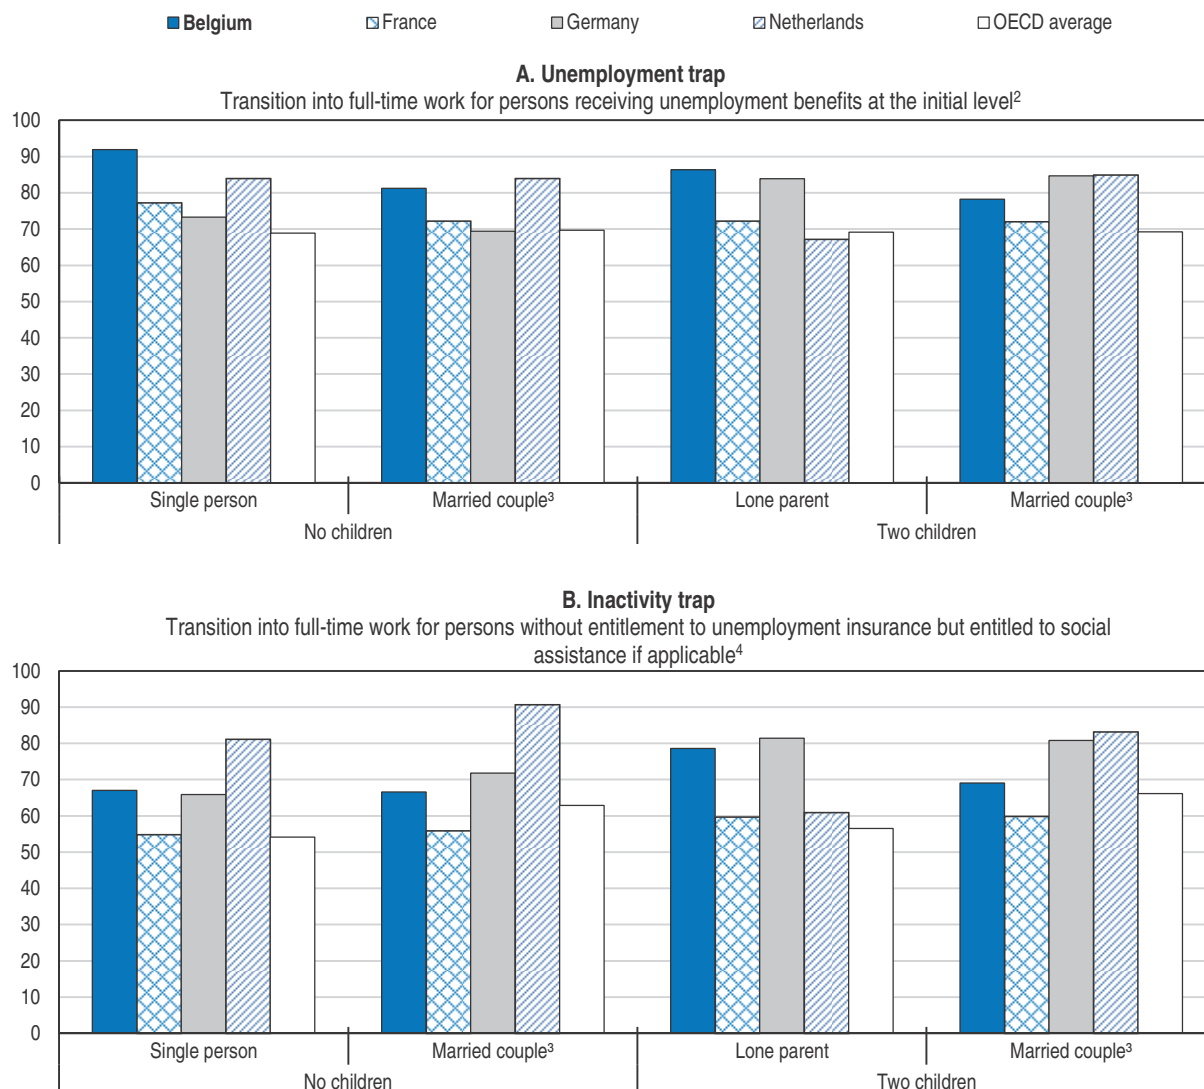 Belgium France Germany Netherlands OECD average
A. Unemployment trap
Transition into full-time work for persons receiving unemployment benefits at the initial level²
100
90
80
70
60
50
40
30
20
10
0
Single person Married couple³ Lone parent Married couple³
No children Two children
B. Inactivity trap
Transition into full-time work for persons without entitlement to unemployment insurance but entitled to social
assistance if applicable⁴
100
90
80
70
60
50
40
30
20
10
0
Single person Married couple³ Lone parent Married couple³
No children Two children